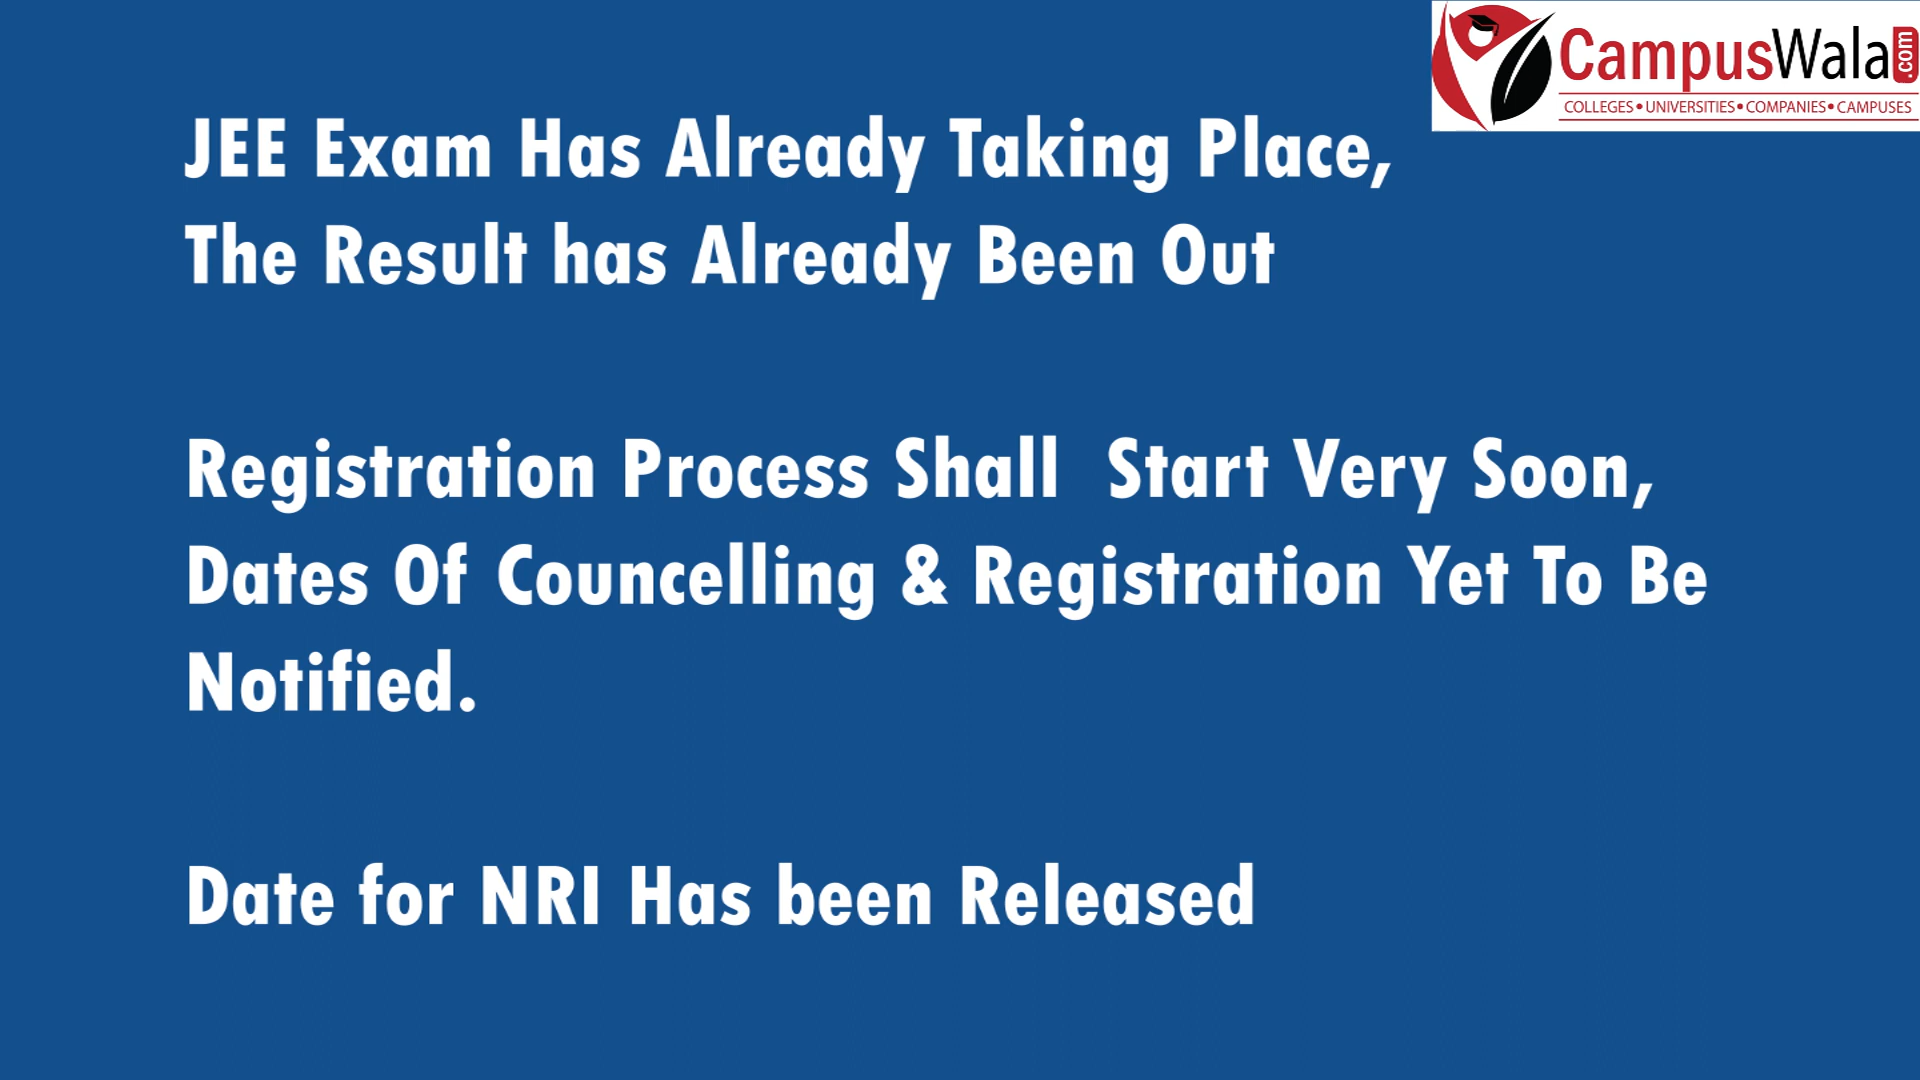 CampusWala.com
COLLEGES•UNIVERSITIES•COMPANIES•CAMPUSES
JEE Exam Has Already Taking Place,
The Result has Already Been Out
Registration Process Shall  Start Very Soon,
Dates Of Councelling & Registration Yet To Be
Notified.
Date for NRI Has been Released